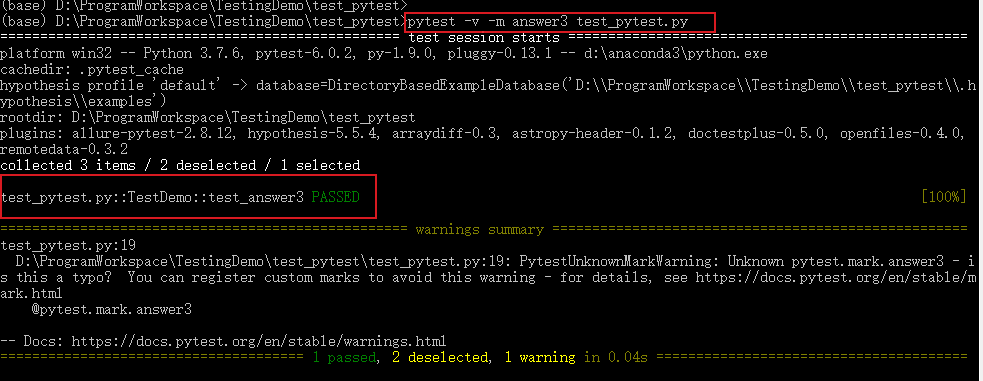 (base) D:\ProgramWorkspace\TestingDemo\test_pytest>
(base) D:\ProgramWorkspace\TestingDemo\test_pytest>pytest -v -m answer3 test_pytest.py
================================================= test session starts =================================================
platform win32 -- Python 3.7.6, pytest-6.0.2, py-1.9.0, pluggy-0.13.1 -- d:\anaconda3\python.exe
cachedir: .pytest_cache
hypothesis profile 'default' -> database=DirectoryBasedExampleDatabase('D:\\ProgramWorkspace\\TestingDemo\\test_pytest\\.h
ypothesis\\examples')
rootdir: D:\ProgramWorkspace\TestingDemo\test_pytest
plugins: allure-pytest-2.8.12, hypothesis-5.5.4, arraydiff-0.3, astropy-header-0.1.2, doctestplus-0.5.0, openfiles-0.4.0,
remotedata-0.3.2
collected 3 items / 2 deselected / 1 selected
test_pytest.py::TestDemo::test_answer3 PASSED [100%]
================================================== warnings summary ===================================================
test_pytest.py:19
D:\ProgramWorkspace\TestingDemo\test_pytest\test_pytest.py:19: PytestUnknownMarkWarning: Unknown pytest.mark.answer3 - i
s this a typo?  You can register custom marks to avoid this warning - for details, see https://docs.pytest.org/en/stable/m
ark.html
@pytest.mark.answer3
-- Docs: https://docs.pytest.org/en/stable/warnings.html
===================================== 1 passed, 2 deselected, 1 warning in 0.04s ======================================